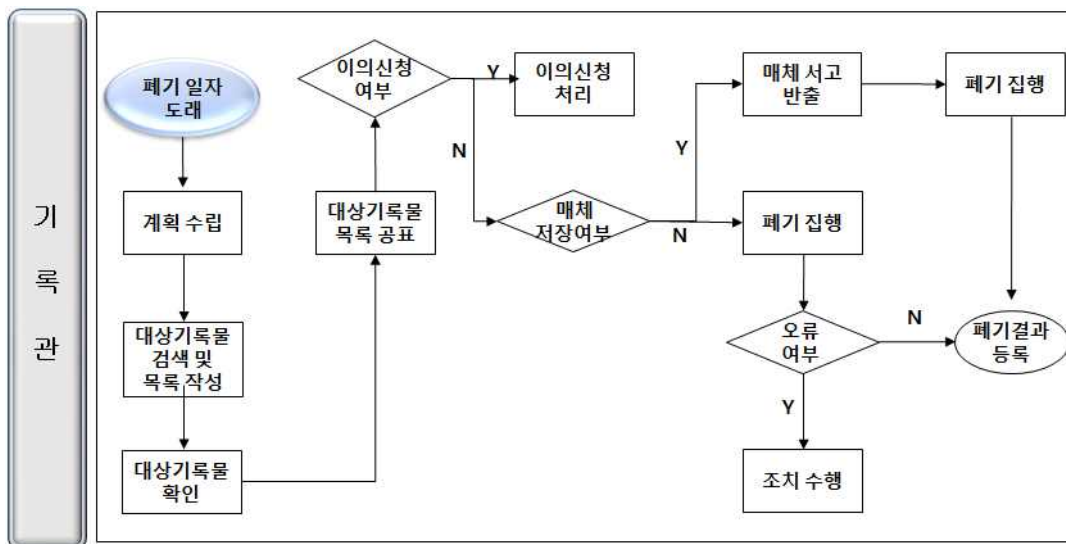 기
록
관
폐기 일자
도래
계획 수립
대상기록물
검색 및
목록 작성
대상기록물
확인
대상기록물
목록 공표
이의신청
여부
Y
이의신청
처리
N
매체
저장여부
Y
매체 서고
반출
폐기 집행
N
폐기 집행
오류
여부
N
폐기결과
등록
Y
조치 수행